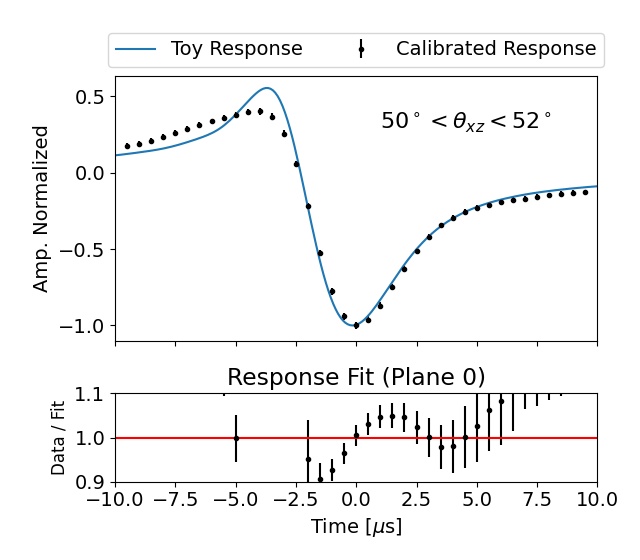 Toy Response
Calibrated Response
50° < θxz < 52°
Amp. Normalized
0.5
0.0
−0.5
−1.0
Response Fit (Plane 0)
Data / Fit
1.1
1.0
0.9
−10.0 −7.5 −5.0 −2.5 0.0 2.5 5.0 7.5 10.0
Time [μs]